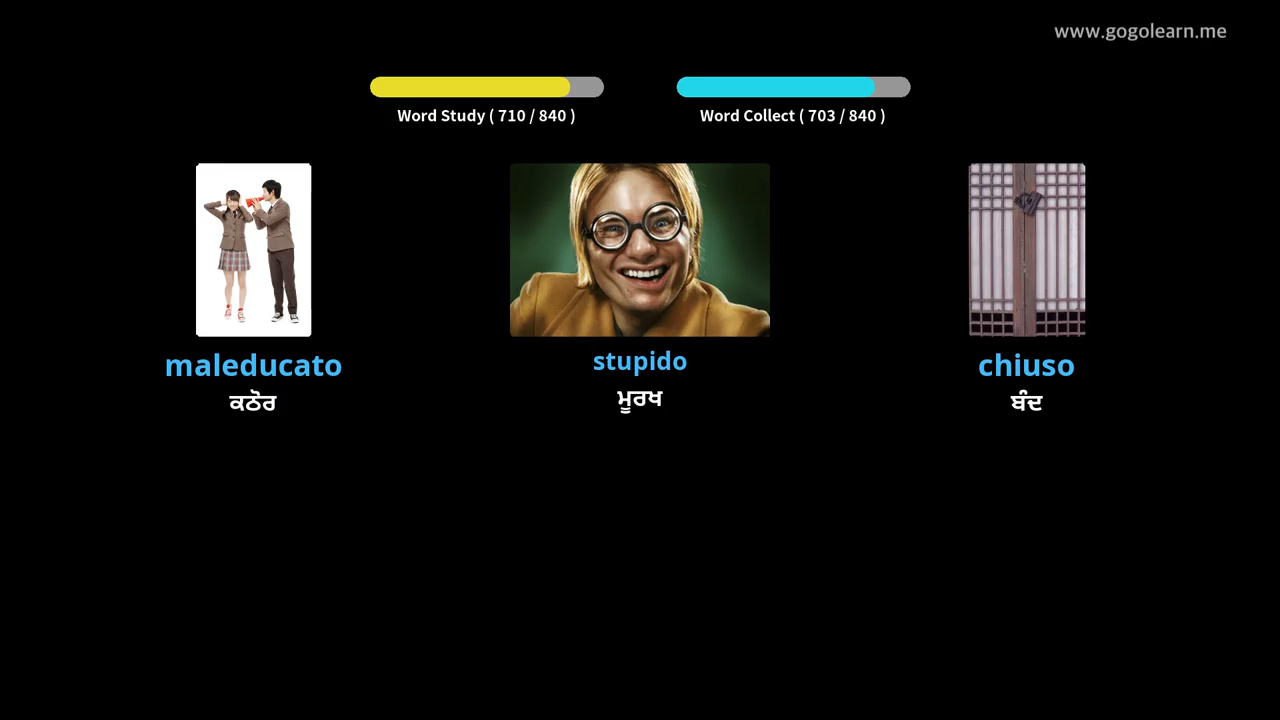 www.gogolearn.me
Word Study ( 710 / 840 )
Word Collect ( 703 / 840 )
maleducato
stupido
chiuso
ਕਠੋਰ
ਮੂਰਖ
ਬੰਦ